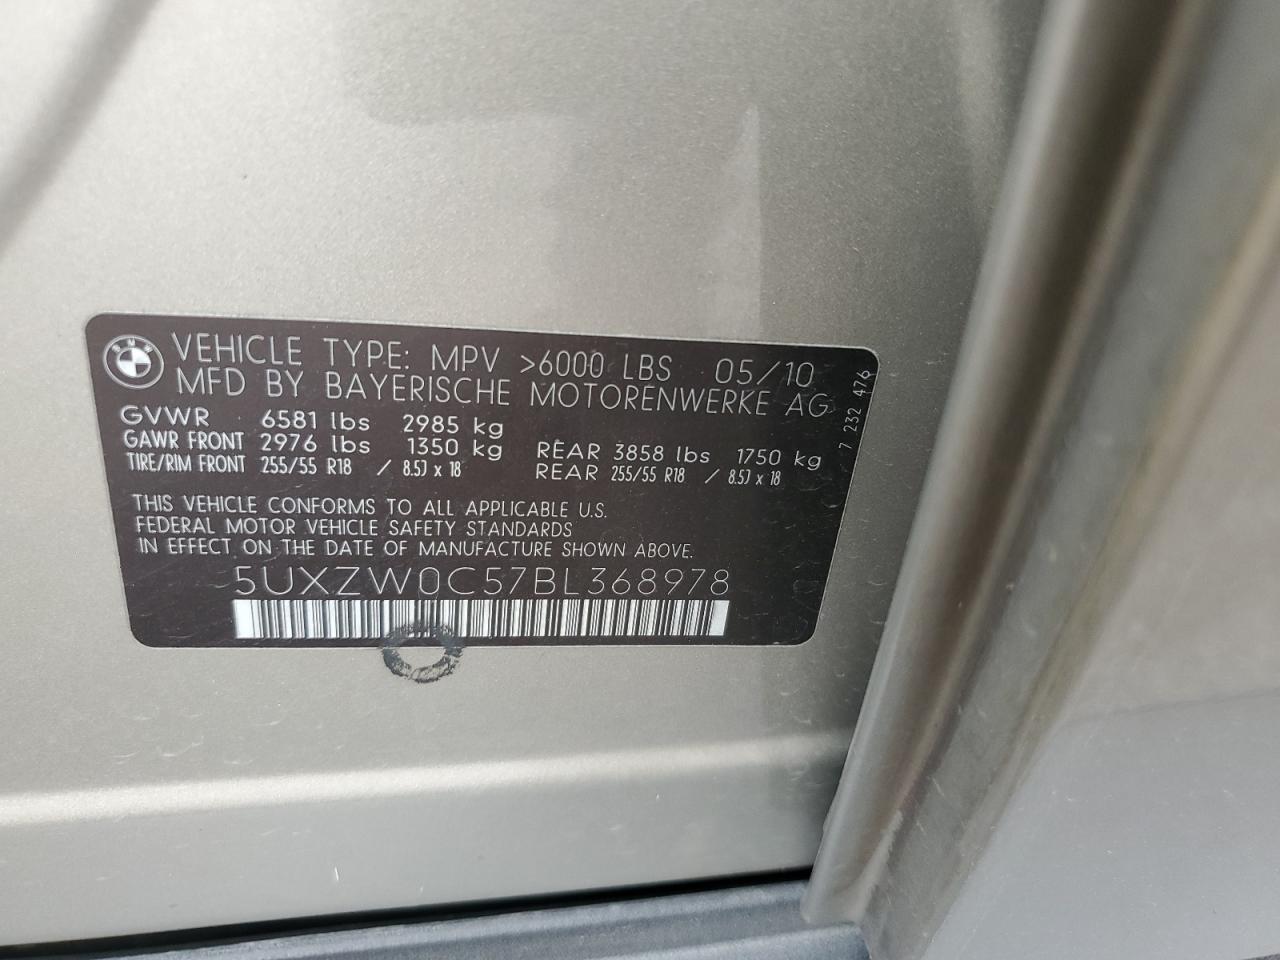 BMW
VEHICLE TYPE: MPV >6000 LBS 05/10
MFD BY BAYERISCHE MOTORENWERKE AG
GVWR 6581 lbs 2985 kg
GAWR FRONT 2976 lbs 1350 kg REAR 3858 lbs 1750 kg
TIRE/RIM FRONT 255/55 R18 / 8.5J x 18 REAR 255/55 R18 / 8.5J x 18
THIS VEHICLE CONFORMS TO ALL APPLICABLE U.S.
FEDERAL MOTOR VEHICLE SAFETY STANDARDS
IN EFFECT ON THE DATE OF MANUFACTURE SHOWN ABOVE.
5UXZW0C57BL368978
7 232 476